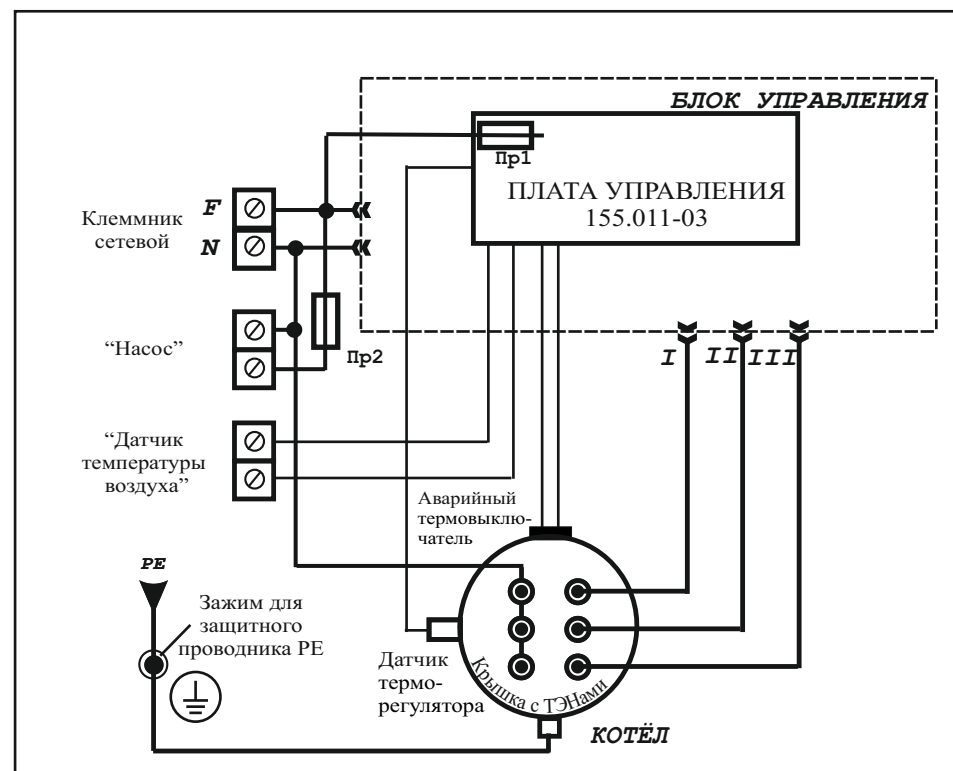 БЛОК УПРАВЛЕНИЯ
Пр1
ПЛАТА УПРАВЛЕНИЯ
155.011-03
Клеммник
сетевой
F
N
“Насос”
Пр2
I
II
III
“Датчик
температуры
воздуха”
Аварийный
термовыклю-
чатель
PE
Зажим для
защитного
проводника PE
Датчик
термо-
регулятора
Крышка с ТЭНами
КОТЁЛ